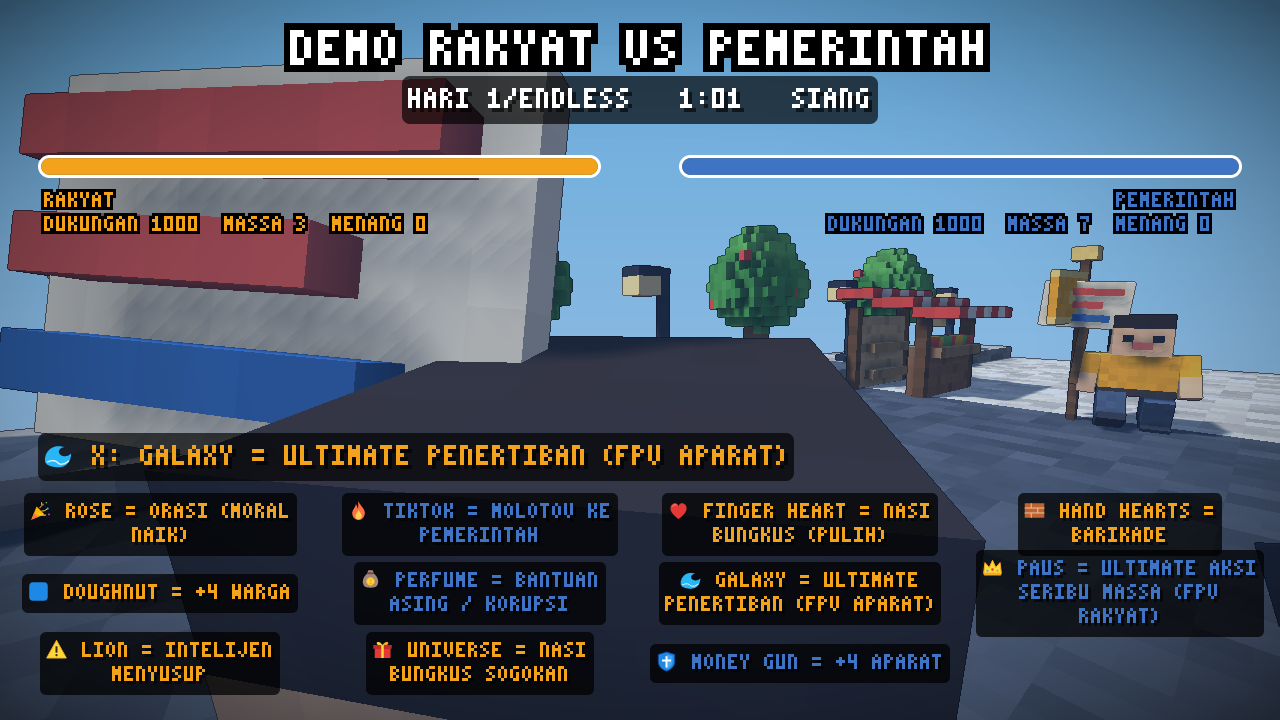 DEMO RAKYAT VS PEMERINTAH
HARI 1/ENDLESS 1:01 SIANG
RAKYAT
DUKUNGAN 1000 MASSA 3 MENANG 0
PEMERINTAH
DUKUNGAN 1000 MASSA 7 MENANG 0
X: GALAXY = ULTIMATE PENERTIBAN (FPV APARAT)
ROSE = ORASI (MORAL
NAIK)
TIKTOK = MOLOTOV KE
PEMERINTAH
FINGER HEART = NASI
BUNGKUS (PULIH)
HAND HEARTS =
BARIKADE
DOUGHNUT = +4 WARGA
PERFUME = BANTUAN
ASING / KORUPSI
GALAXY = ULTIMATE
PENERTIBAN (FPV APARAT)
PAUS = ULTIMATE AKSI
SERIBU MASSA (FPV
RAKYAT)
LION = INTELIJEN
MENYUSUP
UNIVERSE = NASI
BUNGKUS SOGOKAN
MONEY GUN = +4 APARAT